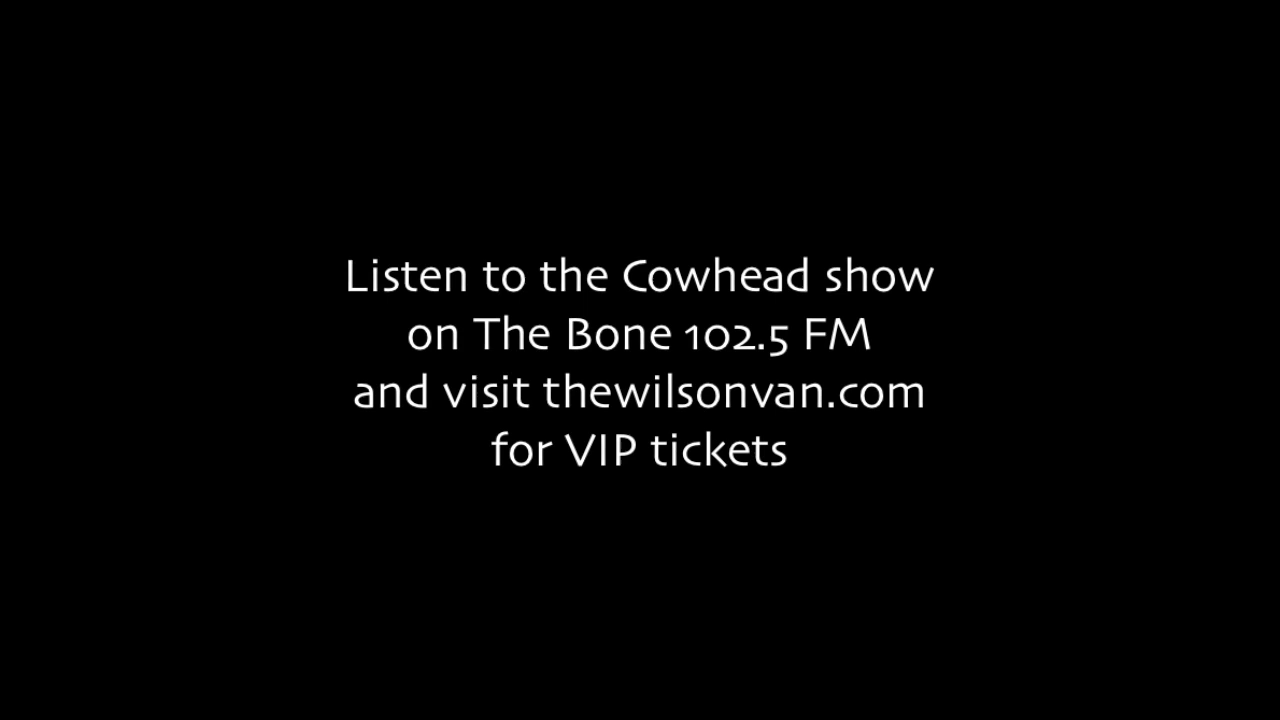 Listen to the Cowhead show
on The Bone 102.5 FM
and visit thewilsonvan.com
for VIP tickets